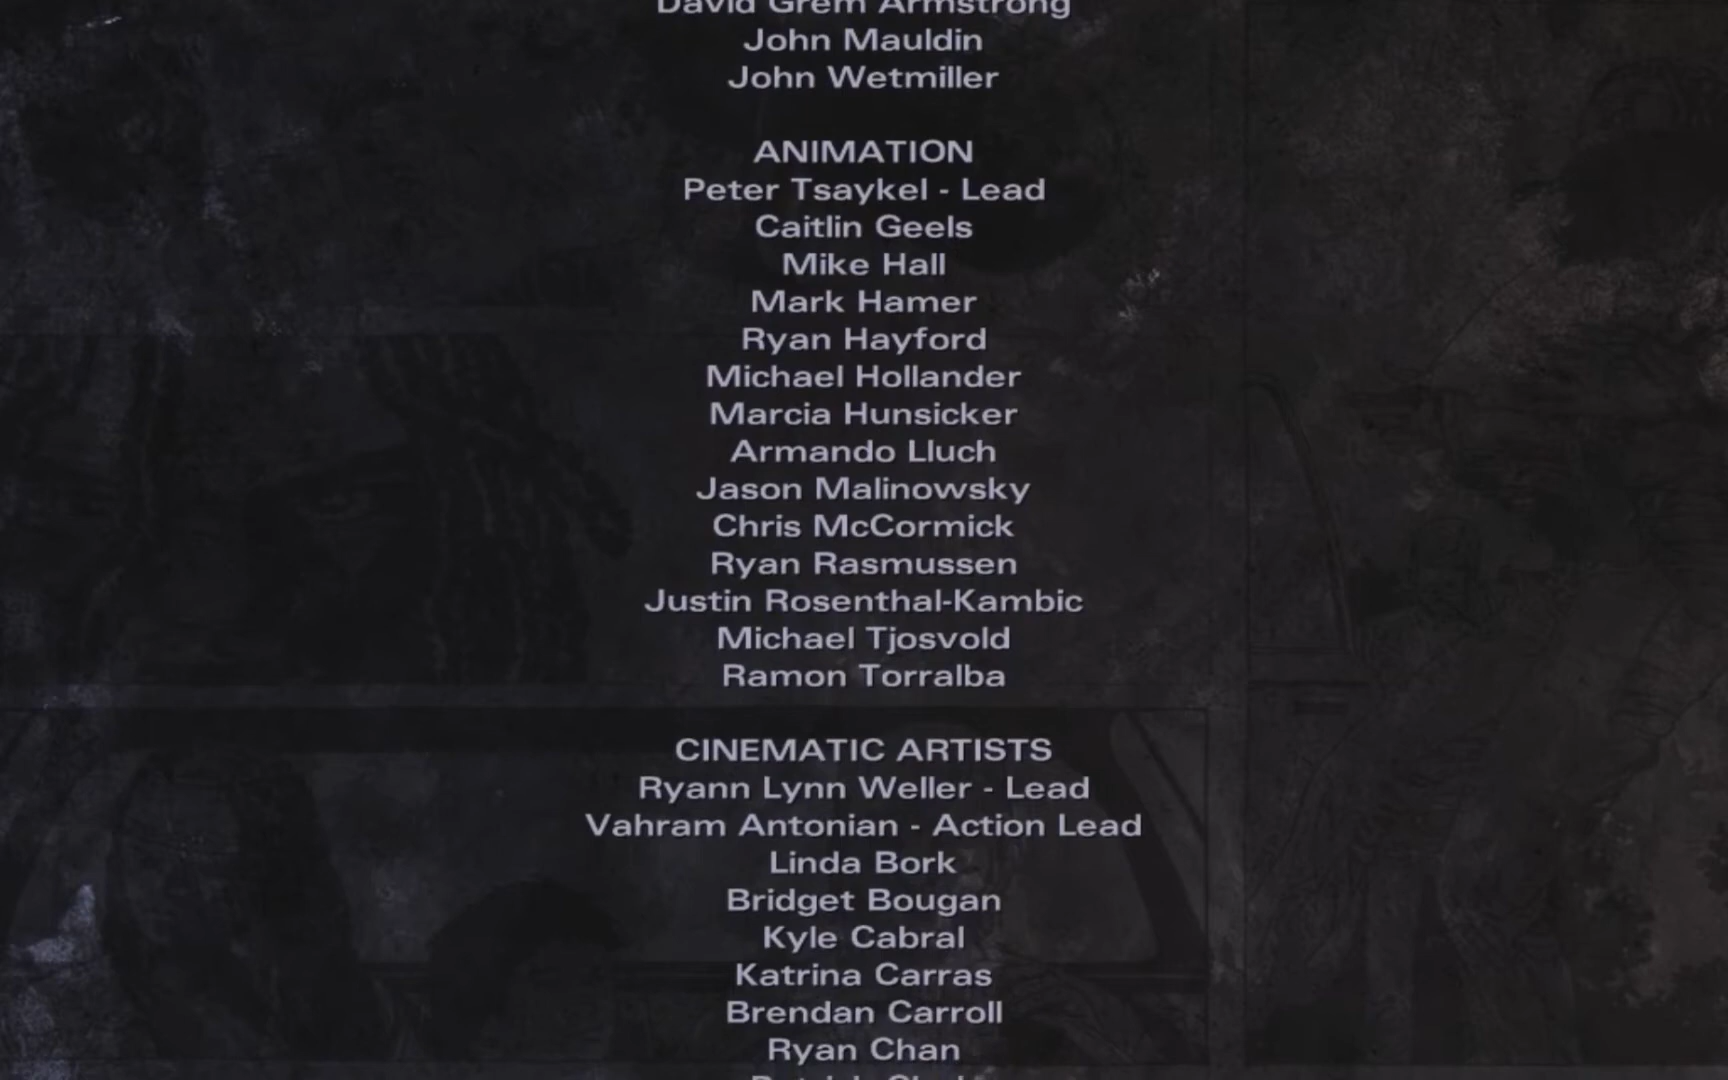 David Grem Armstrong
John Mauldin
John Wetmiller
ANIMATION
Peter Tsaykel - Lead
Caitlin Geels
Mike Hall
Mark Hamer
Ryan Hayford
Michael Hollander
Marcia Hunsicker
Armando Lluch
Jason Malinowsky
Chris McCormick
Ryan Rasmussen
Justin Rosenthal-Kambic
Michael Tjosvold
Ramon Torralba
CINEMATIC ARTISTS
Ryann Lynn Weller - Lead
Vahram Antonian - Action Lead
Linda Bork
Bridget Bougan
Kyle Cabral
Katrina Carras
Brendan Carroll
Ryan Chan